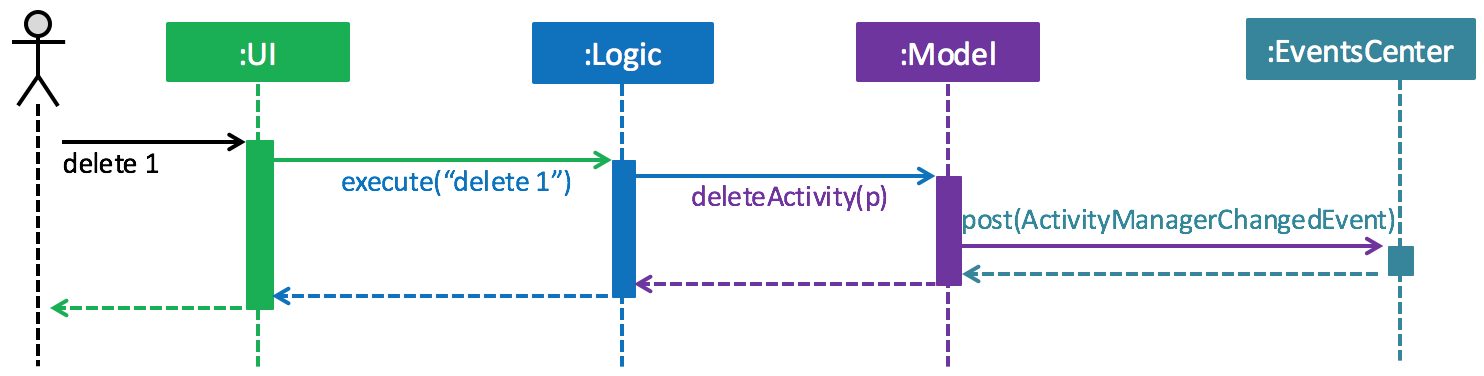 :UI
:Logic
:Model
:EventsCenter
delete 1
execute(“delete 1”)
deleteActivity(p)
post(ActivityManagerChangedEvent)